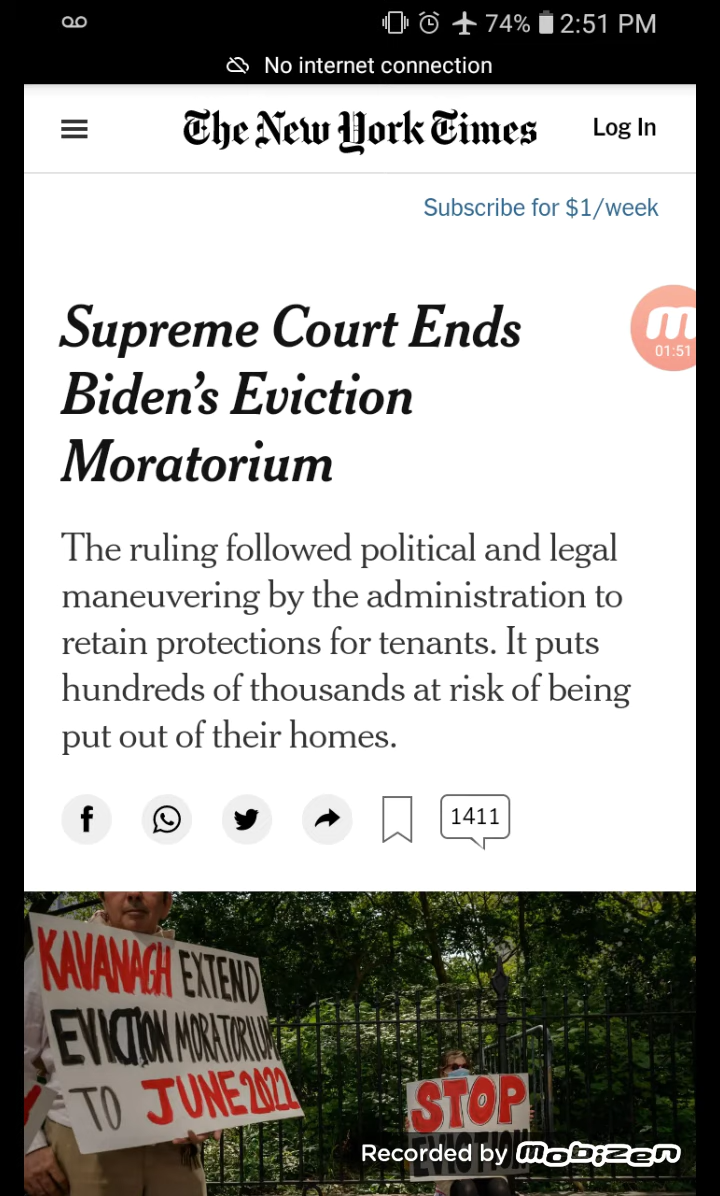 74% 2:51 PM
No internet connection
The New York Times
Log In
Subscribe for $1/week
Supreme Court Ends
Biden's Eviction
Moratorium
01:51
The ruling followed political and legal
maneuvering by the administration to
retain protections for tenants. It puts
hundreds of thousands at risk of being
put out of their homes.
1411
KAVANAGH EXTEND
EVICTION MORATORIUM
TO JUNE 2022
STOP
EVICTION
Recorded by mobizen